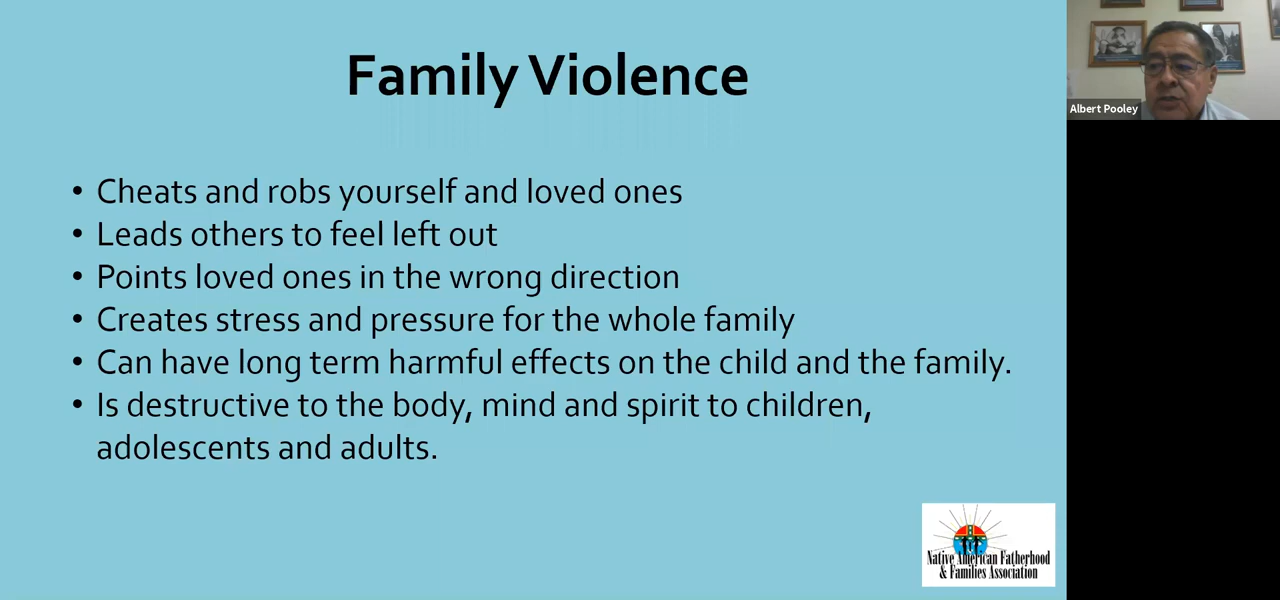 Family Violence
Albert Pooley
• Cheats and robs yourself and loved ones
• Leads others to feel left out
• Points loved ones in the wrong direction
• Creates stress and pressure for the whole family
• Can have long term harmful effects on the child and the family.
• Is destructive to the body, mind and spirit to children,
adolescents and adults.
Native American Fatherhood
& Families Association